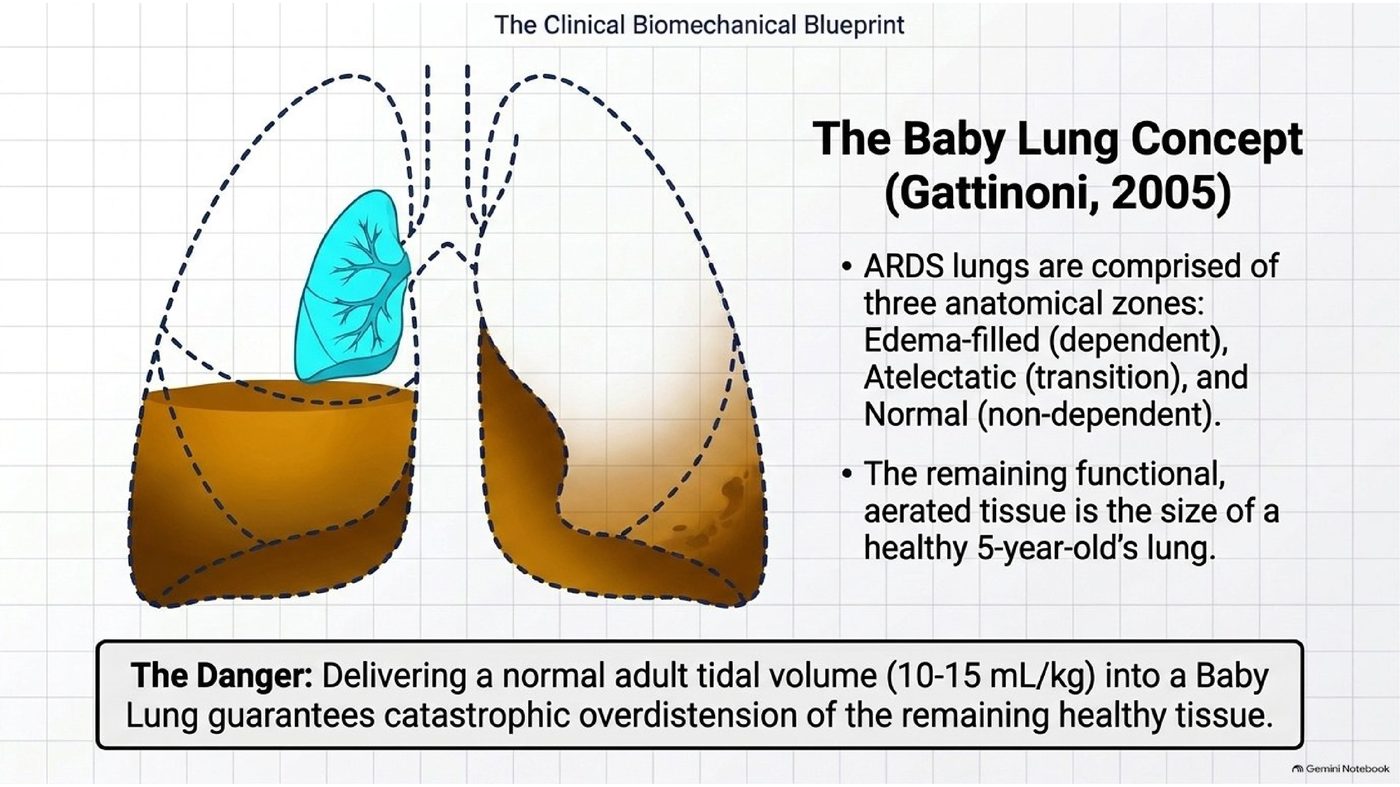 The Clinical Biomechanical Blueprint
The Baby Lung Concept
(Gattinoni, 2005)
• ARDS lungs are comprised of
three anatomical zones:
Edema-filled (dependent),
Atelectatic (transition), and
Normal (non-dependent).
• The remaining functional,
aerated tissue is the size of a
healthy 5-year-old’s lung.
The Danger: Delivering a normal adult tidal volume (10-15 mL/kg) into a Baby
Lung guarantees catastrophic overdistension of the remaining healthy tissue.
Gemini Notebook